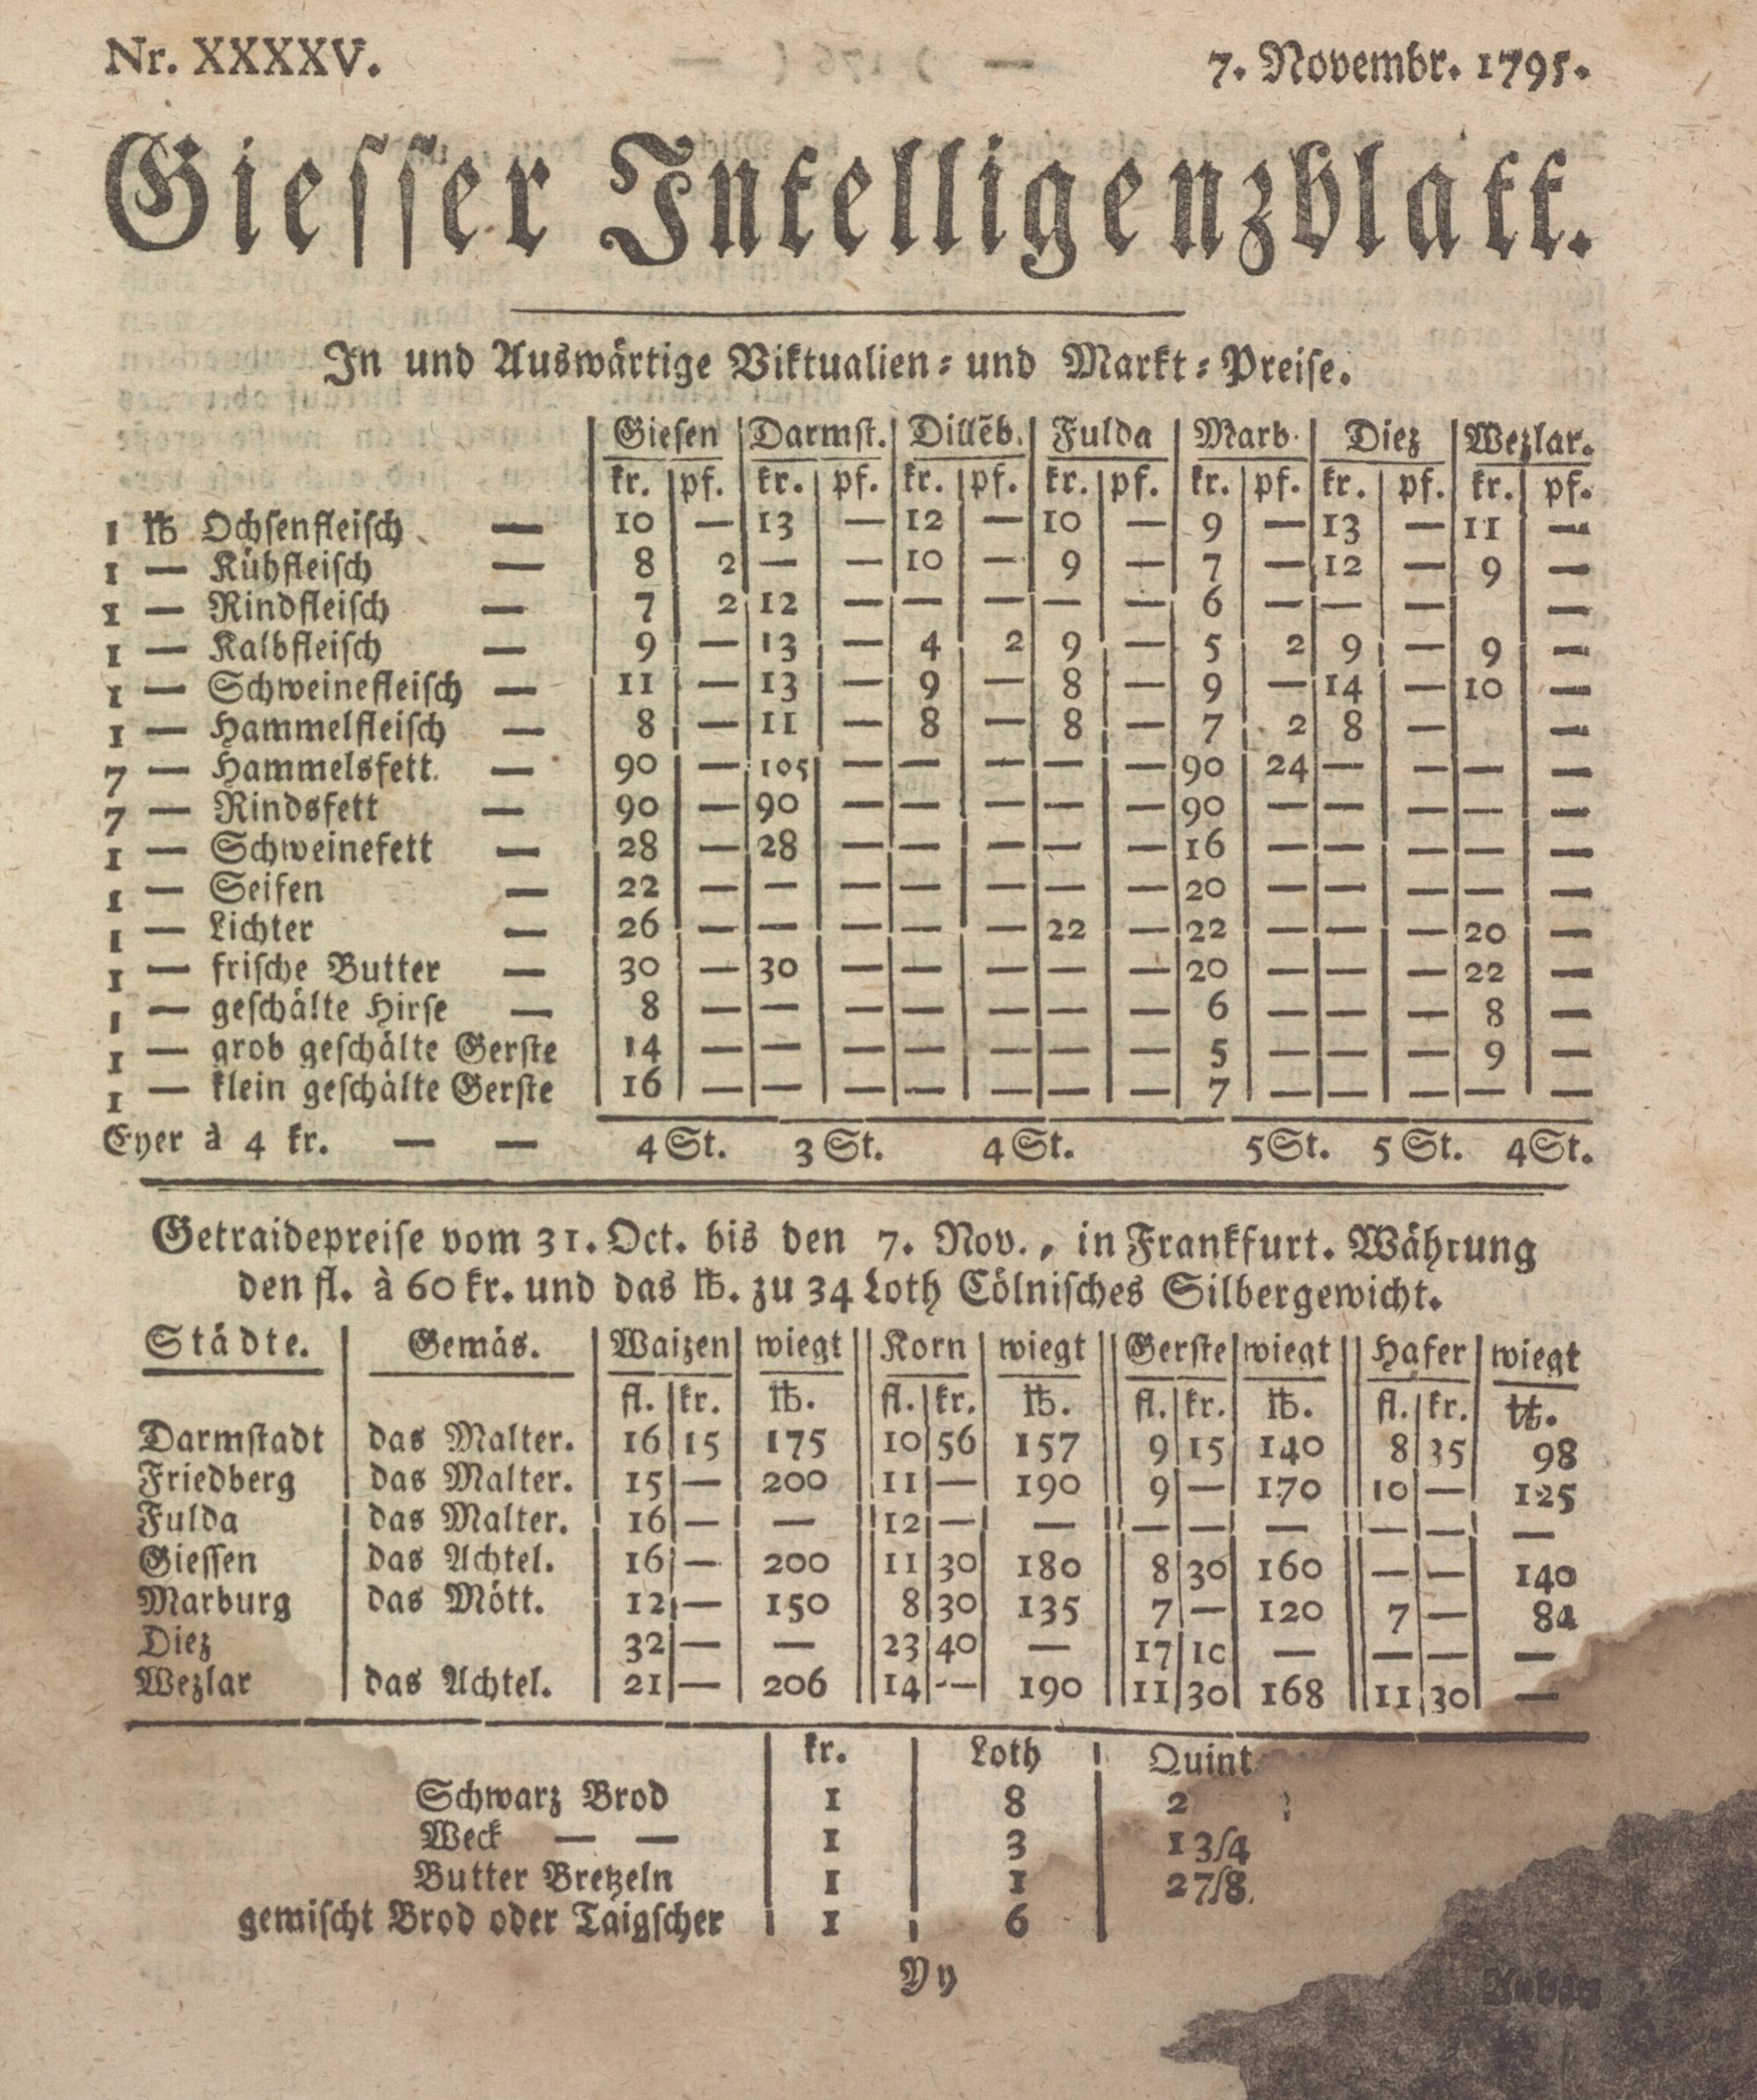 Nr. XXXXV. 7. Novembr. 1795.
Giesser Intelligenzblatt.
In und Auswärtige Viktualien- und Markt-Preise.
Giesen Darmst. Dillēb. Fulda Marb. Diez Wezlar.
kr. pf. kr. pf. kr. pf. kr. pf. kr. pf. kr. pf. kr. pf.
1 ℔ Ochsenfleisch — 10 — 13 — 12 — 10 — 9 — 13 — 11 —
1 — Kühfleisch — 8 2 — — 10 — 9 — 7 — 12 — 9 —
1 — Rindfleisch — 7 2 12 — — — — — 6 — — — —
1 — Kalbfleisch — 9 — 13 — 4 2 9 — 5 2 9 — 9 —
1 — Schweinefleisch — 11 — 13 — 9 — 8 — 9 — 14 — 10 —
1 — Hammelfleisch — 8 — 11 — 8 — 8 — 7 2 8 — —
7 — Hammelsfett. — 90 — 105 — — — — — 90 24 — — — —
7 — Rindsfett — 90 — 90 — — — — — 90 — — — — —
1 — Schweinefett — 28 — 28 — — — — — 16 — — — — —
1 — Seifen — 22 — — — — — — — 20 — — — — —
1 — Lichter — 26 — — — — — 22 — 22 — — — 20 —
1 — frische Butter — 30 — 30 — — — — — 20 — — — 22 —
1 — geschälte Hirse — 8 — — — — — — — 6 — — — 8 —
1 — grob geschälte Gerste 14 — — — — — — — 5 — — — 9 —
1 — klein geschälte Gerste 16 — — — — — — — 7 — — — — —
Eyer à 4 kr. — — 4 St. 3 St. 4 St. 5 St. 5 St. 4 St.
Getraidepreise vom 31. Oct. bis den 7. Nov., in Frankfurt. Währung
den fl. à 60 kr. und das ℔. zu 34 Loth Cölnisches Silbergewicht.
Städte. Gemäs. Waizen wiegt Korn wiegt Gerste wiegt Hafer wiegt
fl. kr. ℔. fl. kr. ℔. fl. kr. ℔. fl. kr. ℔.
Darmstadt das Malter. 16 15 175 10 56 157 9 15 140 8 35 98
Friedberg das Malter. 15 — 200 11 — 190 9 — 170 10 — 125
Fulda das Malter. 16 — — 12 — — — — — — — —
Giessen das Achtel. 16 — 200 11 30 180 8 30 160 — — 140
Marburg das Mött. 12 — 150 8 30 135 7 — 120 7 — 84
Diez 32 — — 23 40 — 17 10 — — — —
Wezlar das Achtel. 21 — 206 14 — 190 11 30 168 11 30 —
kr. Loth Quint
Schwarz Brod 1 8 2
Weck — — 1 3 1 3/4
Butter Bretzeln 1 1 2 7/8.
gemischt Brod oder Taigscher 1 6
Yy